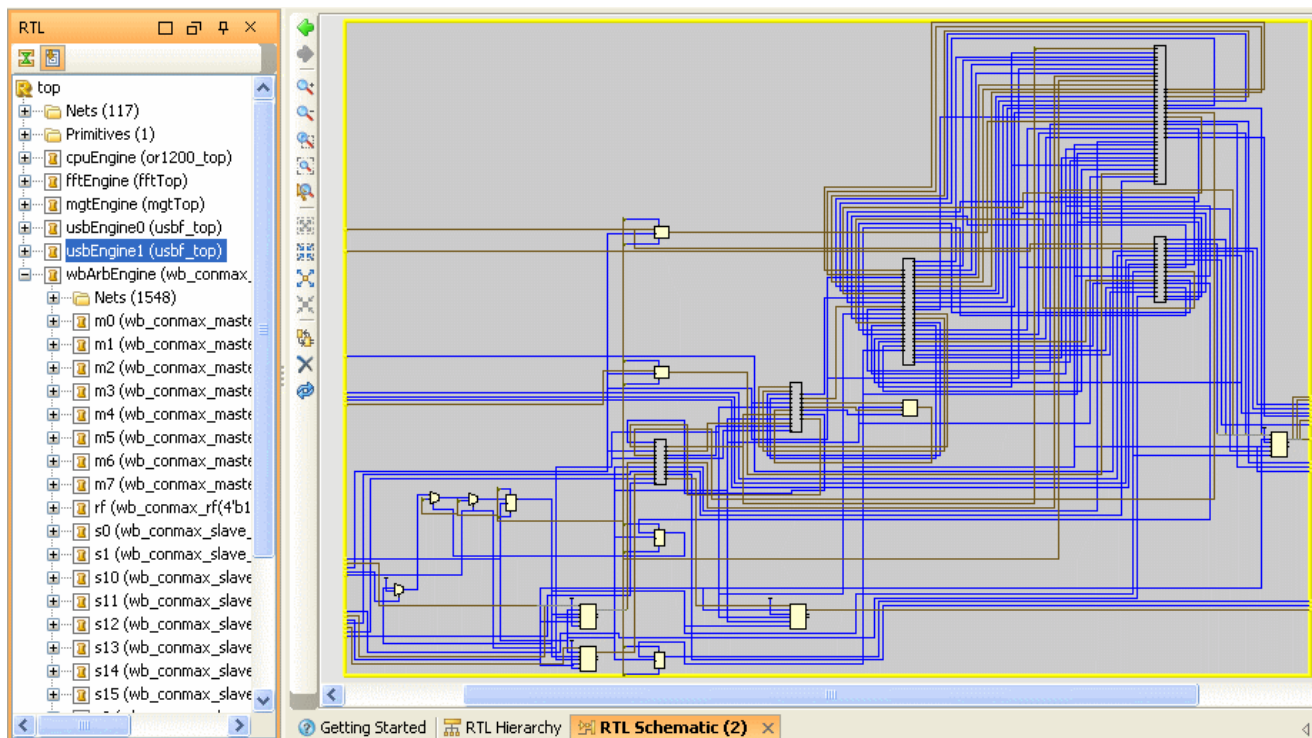 RTL
top
Nets (117)
Primitives (1)
cpuEngine (or1200_top)
fftEngine (fftTop)
mgtEngine (mgtTop)
usbEngine0 (usbf_top)
usbEngine1 (usbf_top)
wbArbEngine (wb_conmax_
Nets (1548)
m0 (wb_conmax_maste
m1 (wb_conmax_maste
m2 (wb_conmax_maste
m3 (wb_conmax_maste
m4 (wb_conmax_maste
m5 (wb_conmax_maste
m6 (wb_conmax_maste
m7 (wb_conmax_maste
rf (wb_conmax_rf(4'b1
s0 (wb_conmax_slave_
s1 (wb_conmax_slave_
s10 (wb_conmax_slave
s11 (wb_conmax_slave
s12 (wb_conmax_slave
s13 (wb_conmax_slave
s14 (wb_conmax_slave
s15 (wb_conmax_slave
Getting Started RTL Hierarchy RTL Schematic (2)